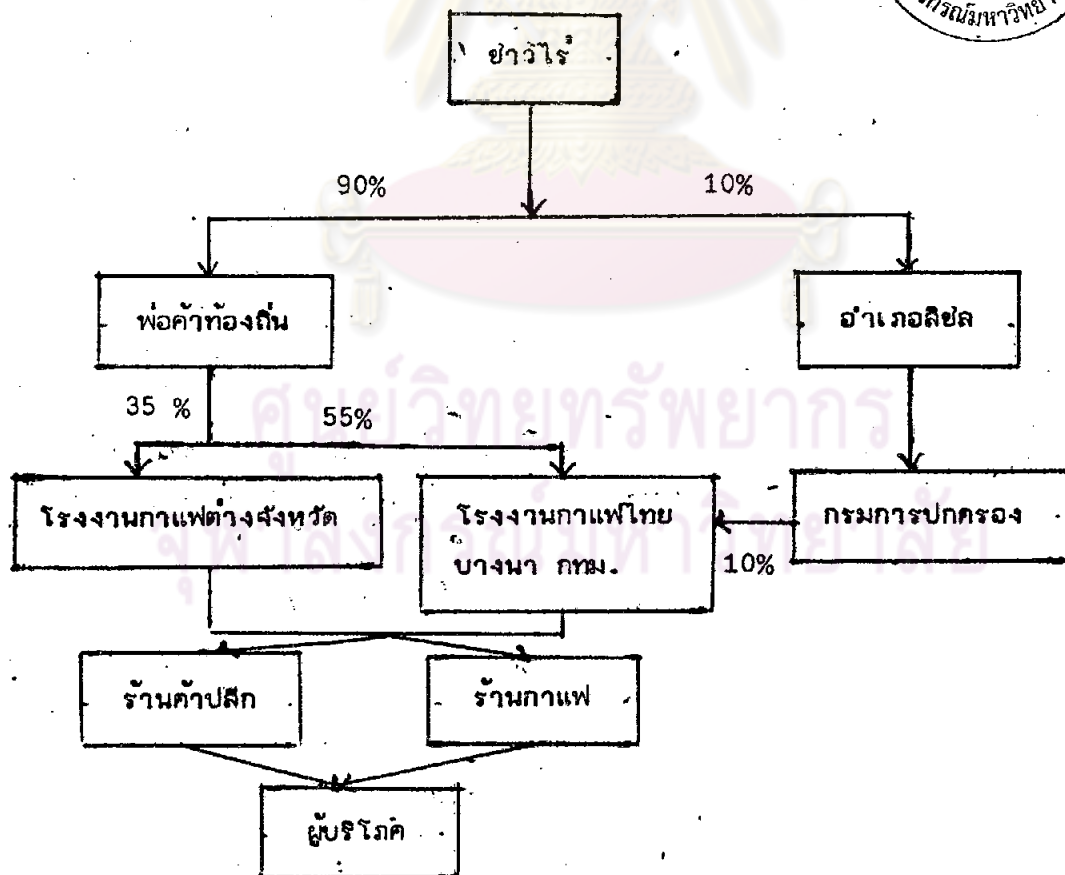 ชาวไร่
90%
10%
พ่อค้าท้องถิ่น
อำเภอสิชล
35 %
55%
โรงงานกาแฟต่างจังหวัด
โรงงานกาแฟไทย
บางนา กทม.
กรมการปกครอง
10%
ร้านค้าปลีก
ร้านกาแฟ
ผู้บริโภค
ศูนย์วิทยทรัพยากร
จุฬาลงกรณ์มหาวิทยาลัย